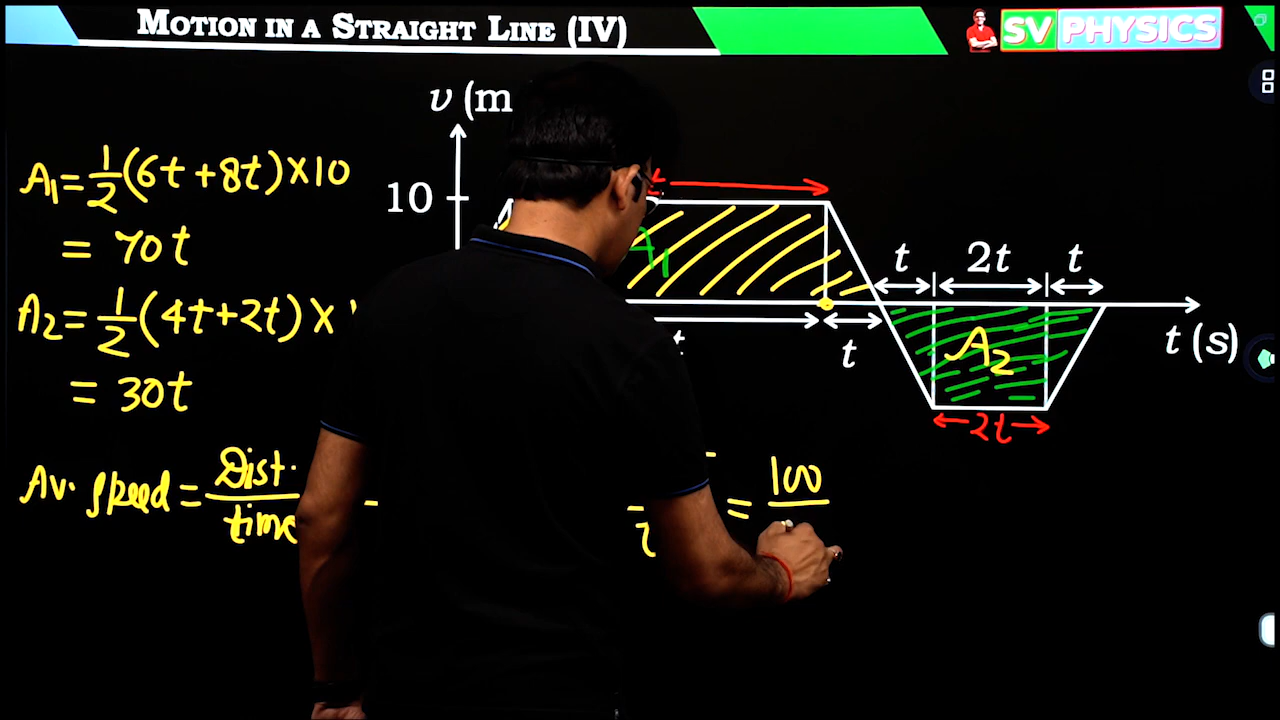 MOTION IN A STRAIGHT LINE (IV)
SV PHYSICS
υ (m
10
A₁=1/2(6t+8t)×10
= 70t
A₂=1/2(4t+2t)×
= 30t
A₁
t 2t t
t
A₂
t (s)
2t
Av. speed = Dist./time
= 100